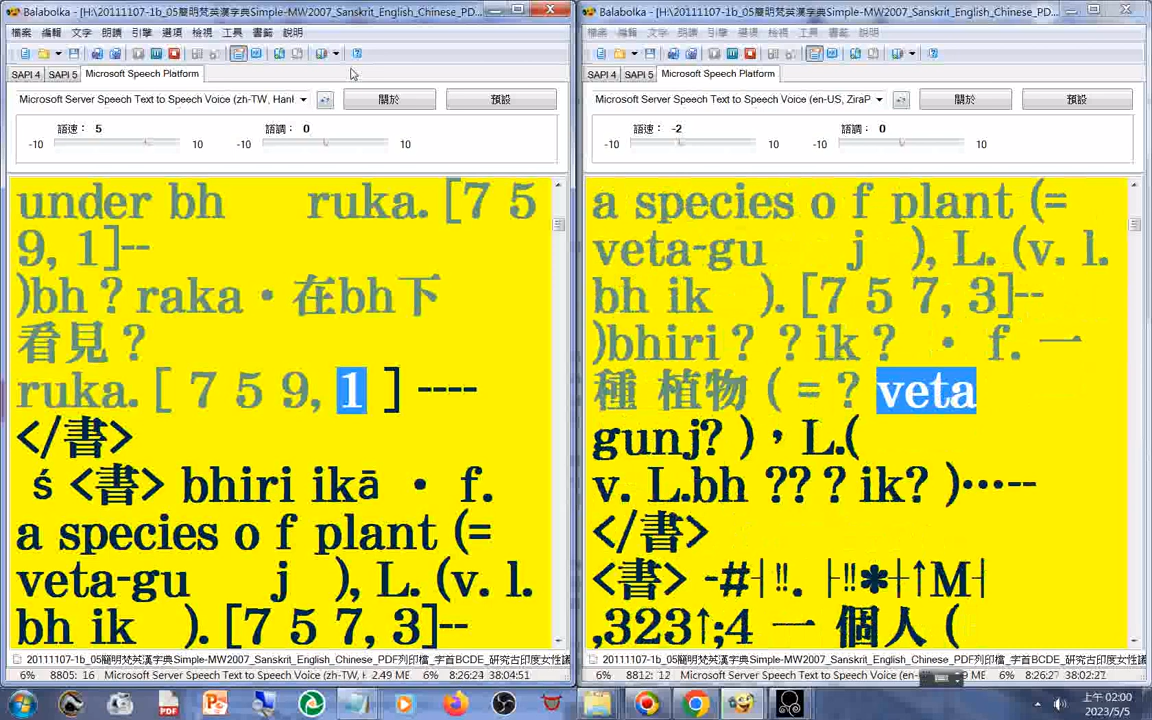 Balabolka - [H:\20111107-1b_05簡明梵英漢字典Simple-MW2007_Sanskrit_English_Chinese_PD...
檔案 編輯 文字 朗讀 引擎 選項 檢視 工具 書籤 說明
SAPI 4 SAPI 5 Microsoft Speech Platform
Microsoft Server Speech Text to Speech Voice (zh-TW, Hanl 關於 預設
語速： 5 語調： 0
-10 10 -10 10
under bh ruka. [7 5
9, 1]--
)bh ? raka・在bh下
看見？
ruka. [ 7 5 9, 1 ] ----
</書>
ś <書> bhiri ikā ・ f.
a species o f plant (=
veta-gu j ), L. (v. l.
bh ik ). [7 5 7, 3]--
20111107-1b_05簡明梵英漢字典Simple-MW2007_Sanskrit_English_Chinese_PDF列印檔_字首BCDE_研究古印度女性議
6% 8805: 16 Microsoft Server Speech Text to Speech Voice (zh-TW, 2.49 ME 6% 8:26:24 38:04:51
Balabolka - [H:\20111107-1b_05簡明梵英漢字典Simple-MW2007_Sanskrit_English_Chinese_PD...
檔案 編輯 文字 朗讀 引擎 選項 檢視 工具 書籤 說明
SAPI 4 SAPI 5 Microsoft Speech Platform
Microsoft Server Speech Text to Speech Voice (en-US, ZiraP 關於 預設
語速： -2 語調： 0
-10 10 -10 10
a species o f plant (=
veta-gu j ), L. (v. l.
bh ik ). [7 5 7, 3]--
)bhiri ? ? ik ? ・ f. 一
種 植物 ( = ? veta
gunj? )，L.(
v. L.bh ?? ? ik? )…--
</書>
<書> -#┤‼. ├‼✱┼↑M┤
,323↑;4 一 個人 (
20111107-1b_05簡明梵英漢字典Simple-MW2007_Sanskrit_English_Chinese_PDF列印檔_字首BCDE_研究古印度女性議
6% 8812: 12 Microsoft Server Speech Text to Speech Voice (en-US, ME 6% 8:26:27 38:02:27
上午 02:00
2023/5/5